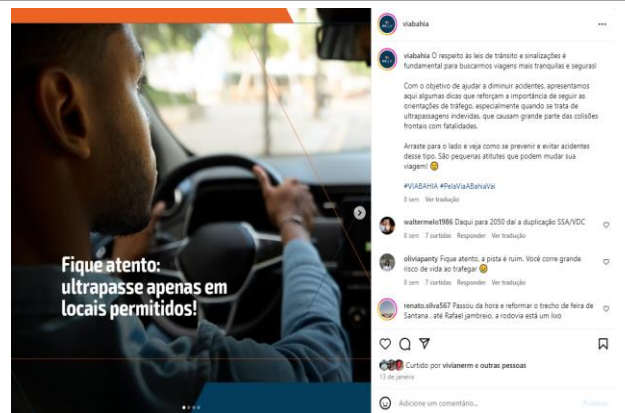 Fique atento:
ultrapasse apenas em
locais permitidos!
viabahia
viabahia O respeito às leis de trânsito e sinalizações é
fundamental para buscarmos viagens mais tranquilas e seguras!
Com o objetivo de ajudar a diminuir acidentes, apresentamos
aqui algumas dicas que reforçam a importância de seguir as
orientações de tráfego, especialmente quando se trata de
ultrapassagens indevidas, que causam grande parte das colisões
frontais com fatalidades.
Arraste para o lado e veja como se prevenir e evitar acidentes
desse tipo. São pequenas atitutes que podem mudar sua
viagem!
#VIABAHIA #PelaViaABahiaVai
8 sem Ver tradução
waltermelo1986 Daqui para 2050 daí a duplicação SSA/VDC
8 sem 7 curtidas Responder Ver tradução
oliviapanty Fique atento, a pista é ruim. Você corre grande
risco de vida ao trafegar
8 sem 7 curtidas Responder Ver tradução
renato.silva567 Passou da hora e reformar o trecho de feira de
Santana , até Rafael jambreio, a rodovia está um lixo
Curtido por vivianerm e outras pessoas
13 de janeiro
Adicione um comentário...